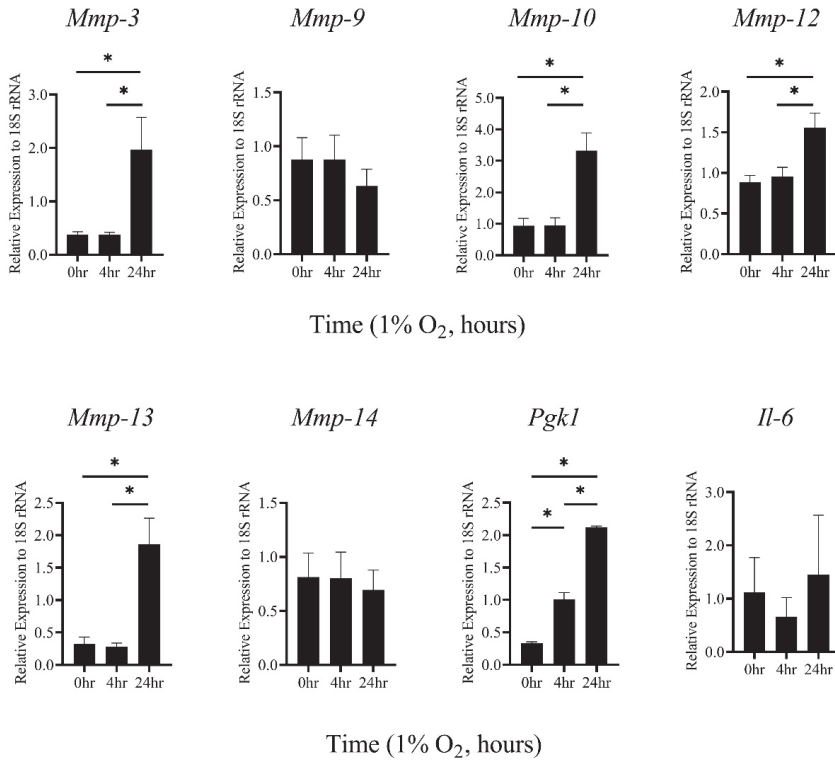 Mmp-3
Mmp-9
Mmp-10
Mmp-12
*
*
3.0
2.0
1.0
0.0
0hr 4hr 24hr
Relative Expression to 18S rRNA
1.5
1.0
0.5
0.0
0hr 4hr 24hr
Relative Expression to 18S rRNA
*
*
5.0
4.0
3.0
2.0
1.0
0.0
0hr 4hr 24hr
Relative Expression to 18S rRNA
*
*
2.0
1.5
1.0
0.5
0.0
0hr 4hr 24hr
Relative Expression to 18S rRNA
Time (1% O₂, hours)
Mmp-13
Mmp-14
Pgk1
Il-6
*
*
2.5
2.0
1.5
1.0
0.5
0.0
0hr 4hr 24hr
Relative Expression to 18S rRNA
1.5
1.0
0.5
0.0
0hr 4hr 24hr
Relative Expression to 18S rRNA
*
*
*
2.5
2.0
1.5
1.0
0.5
0.0
0hr 4hr 24hr
Relative Expression to 18S rRNA
3.0
2.0
1.0
0.0
0hr 4hr 24hr
Relative Expression to 18S rRNA
Time (1% O₂, hours)